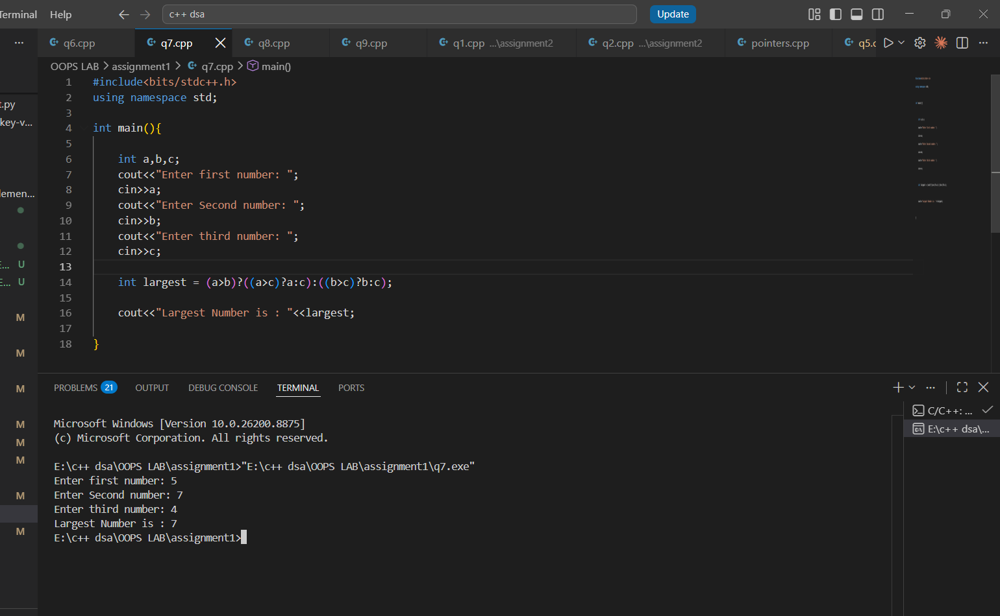 Terminal Help c++ dsa Update
q6.cpp q7.cpp q8.cpp q9.cpp q1.cpp ...\assignment2 q2.cpp ...\assignment2 pointers.cpp q5.c
OOPS LAB > assignment1 > q7.cpp > main()
t.py
key-v...
lemen...
E... U
E... U
M
M
M
M
M
M
M
M
1 #include<bits/stdc++.h>
2 using namespace std;
3
4 int main(){
5
6 int a,b,c;
7 cout<<"Enter first number: ";
8 cin>>a;
9 cout<<"Enter Second number: ";
10 cin>>b;
11 cout<<"Enter third number: ";
12 cin>>c;
13
14 int largest = (a>b)?((a>c)?a:c):((b>c)?b:c);
15
16 cout<<"Largest Number is : "<<largest;
17
18 }
PROBLEMS 21 OUTPUT DEBUG CONSOLE TERMINAL PORTS
Microsoft Windows [Version 10.0.26200.8875]
(c) Microsoft Corporation. All rights reserved.
E:\c++ dsa\OOPS LAB\assignment1>"E:\c++ dsa\OOPS LAB\assignment1\q7.exe"
Enter first number: 5
Enter Second number: 7
Enter third number: 4
Largest Number is : 7
E:\c++ dsa\OOPS LAB\assignment1>
C/C++: ...
E:\c++ dsa\...